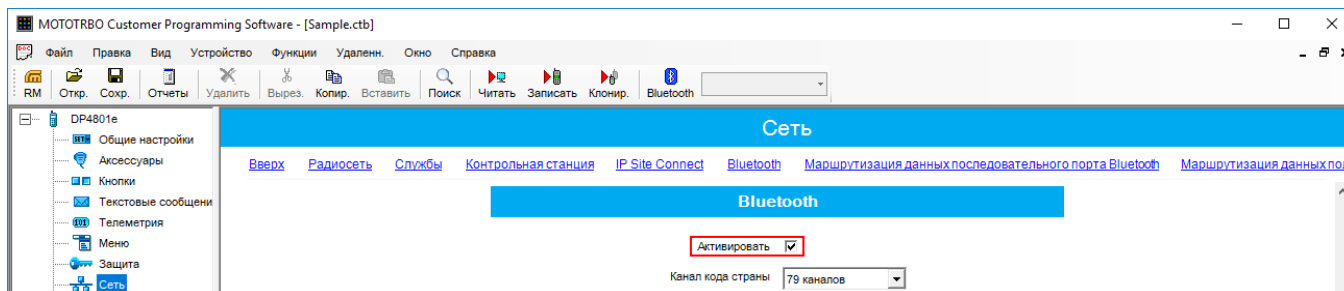 MOTOTRBO Customer Programming Software - [Sample.ctb]
Файл Правка Вид Устройство Функции Удаленн. Окно Справка
RM Откр. Сохр. Отчеты Удалить Вырез. Копир. Вставить Поиск Читать Записать Клонир. Bluetooth
DP4801e
Общие настройки
Аксессуары
Кнопки
Текстовые сообщени
Телеметрия
Меню
Защита
Сеть
Сеть
Вверх Радиосеть Службы Контрольная станция IP Site Connect Bluetooth Маршрутизация данных последовательного порта Bluetooth Маршрутизация данных по
Bluetooth
Активировать
Канал кода страны 79 каналов